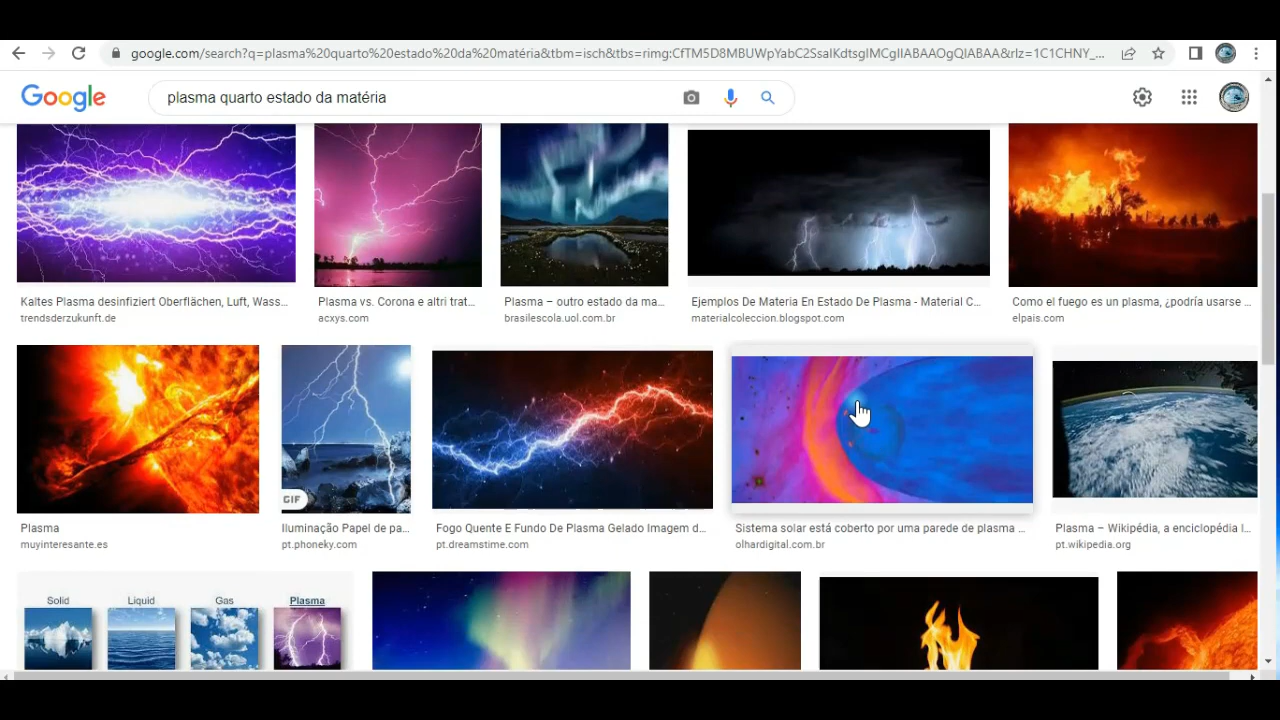 google.com/search?q=plasma%20quarto%20estado%20da%20matéria&tbm=isch&tbs=rimg:CfTM5D8MBUWpYabC2SsaIKdtsgIMCgIIABAAOgQIABAA&rlz=1C1CHNY_...
Google
plasma quarto estado da matéria
Kaltes Plasma desinfiziert Oberflächen, Luft, Wass...
trendsderzukunft.de
Plasma vs. Corona e altri trat...
acxys.com
Plasma – outro estado da ma...
brasilescola.uol.com.br
Ejemplos De Materia En Estado De Plasma - Material C...
materialcoleccion.blogspot.com
Como el fuego es un plasma, ¿podría usarse ...
elpais.com
Plasma
muyinteresante.es
GIF
Iluminação Papel de pa...
pt.phoneky.com
Fogo Quente E Fundo De Plasma Gelado Imagem d...
pt.dreamstime.com
Sistema solar está coberto por uma parede de plasma ...
olhardigital.com.br
Plasma – Wikipédia, a enciclopédia l...
pt.wikipedia.org
Solid
Liquid
Gas
Plasma